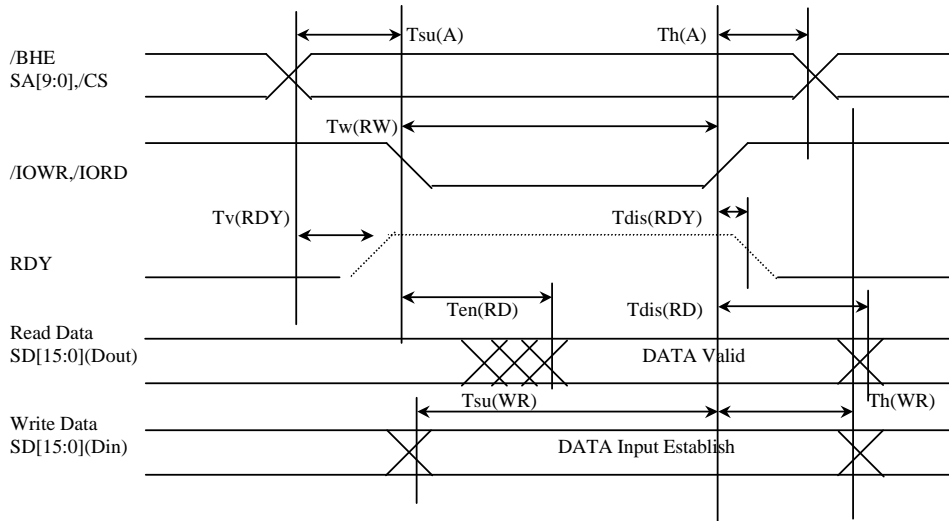 Tsu(A) Th(A)
/BHE
SA[9:0],/CS
Tw(RW)
/IOWR,/IORD
Tv(RDY) Tdis(RDY)
RDY
Ten(RD) Tdis(RD)
Read Data
SD[15:0](Dout) DATA Valid
Tsu(WR) Th(WR)
Write Data
SD[15:0](Din) DATA Input Establish